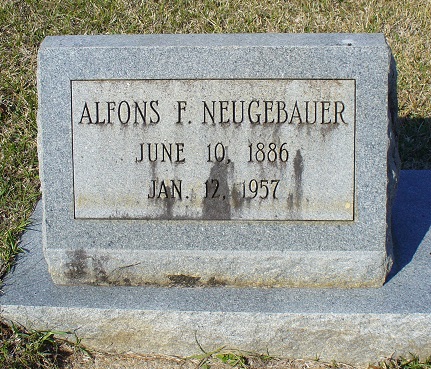 ALFONS F. NEUGEBAUER
JUNE 10, 1886
JAN. 12, 1957